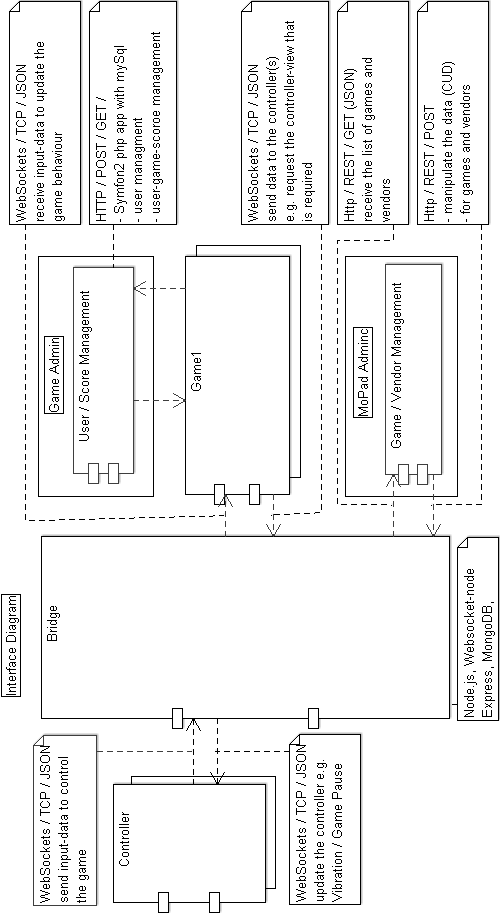 Interface Diagram
WebSockets / TCP / JSON
send input-data to control
the game
Controller
WebSockets / TCP / JSON
update the controller e.g.
Vibration / Game Pause
Bridge
Node.js, Websocket-node
Express, MongoDB,
WebSockets / TCP / JSON
receive input-data to update the
game behaviour
Game Admin
User / Score Management
HTTP / POST / GET /
- Symfon2 php app with mySql
- user managment
- user-game-scoroe management
Game1
WebSockets / TCP / JSON
send data to the controller(s)
e.g. request the controller-view that
is required
MoPad Adminc
Game / Vendor Management
Http / REST / GET (JSON)
receive the list of games and
vendors
Http / REST / POST
- manipulate the data (CUD)
- for games and vendors